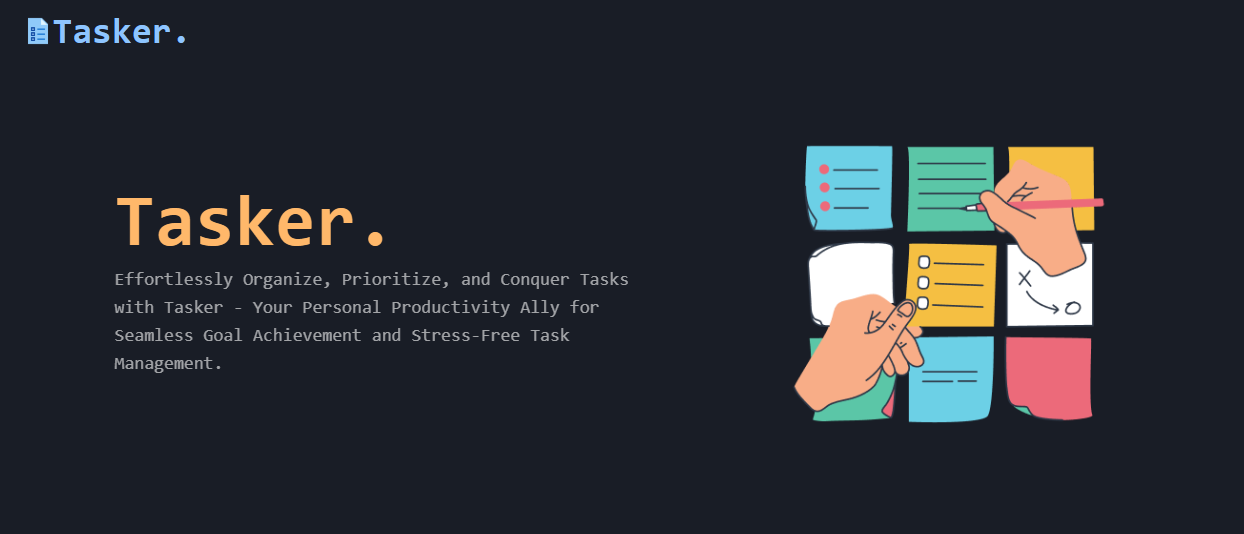 Tasker.
Tasker.
Effortlessly Organize, Prioritize, and Conquer Tasks
with Tasker - Your Personal Productivity Ally for
Seamless Goal Achievement and Stress-Free Task
Management.